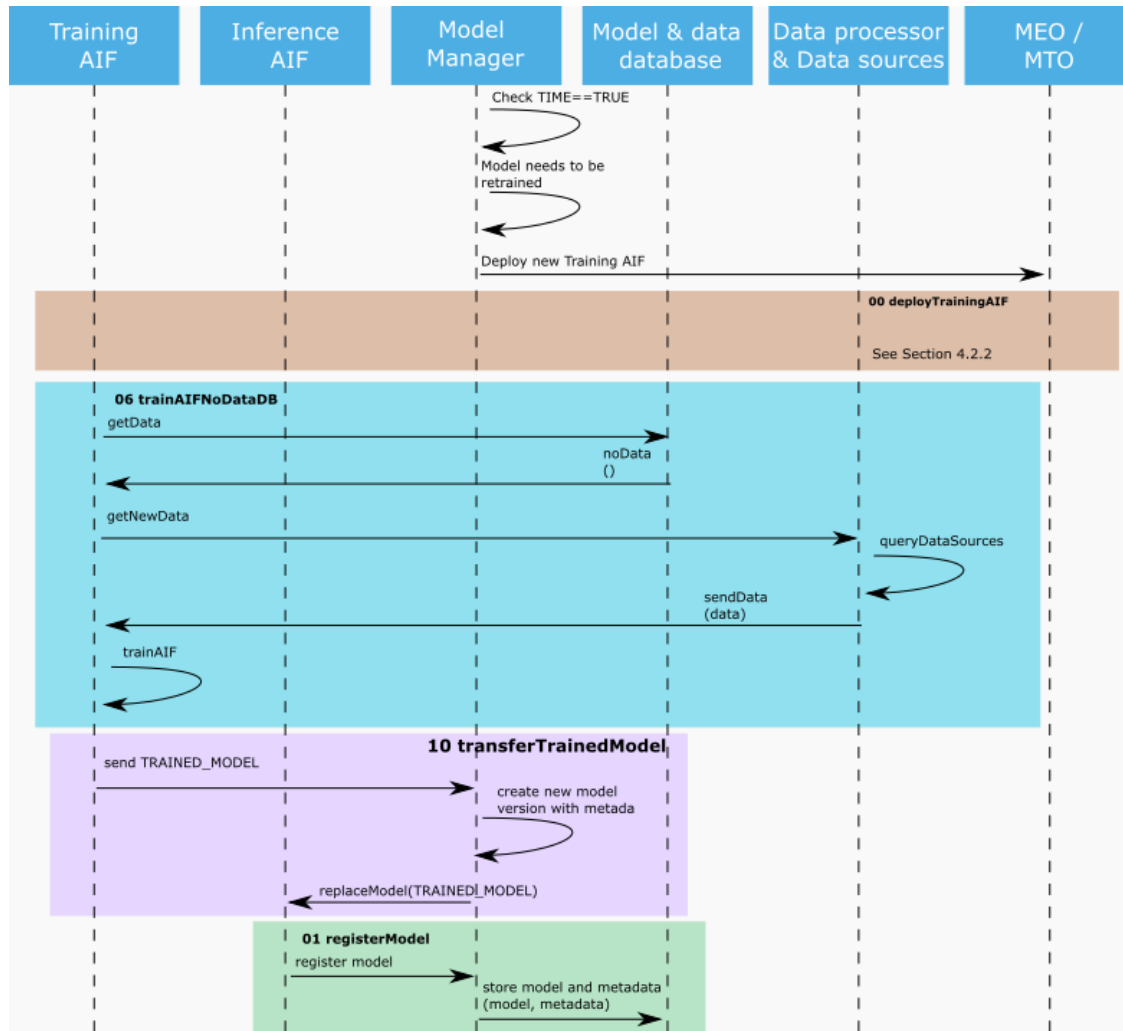 Training
AIF
Inference
AIF
Model
Manager
Model & data
database
Data processor
& Data sources
MEO /
MTO
Check TIME==TRUE
Model needs to be
retrained
Deploy new Training AIF
00 deployTrainingAIF
See Section 4.2.2
06 trainAIFNoDataDB
getData
noData
()
getNewData
queryDataSources
sendData
(data)
trainAIF
10 transferTrainedModel
send TRAINED_MODEL
create new model
version with metada
replaceModel(TRAINED_MODEL)
01 registerModel
register model
store model and metadata
(model, metadata)